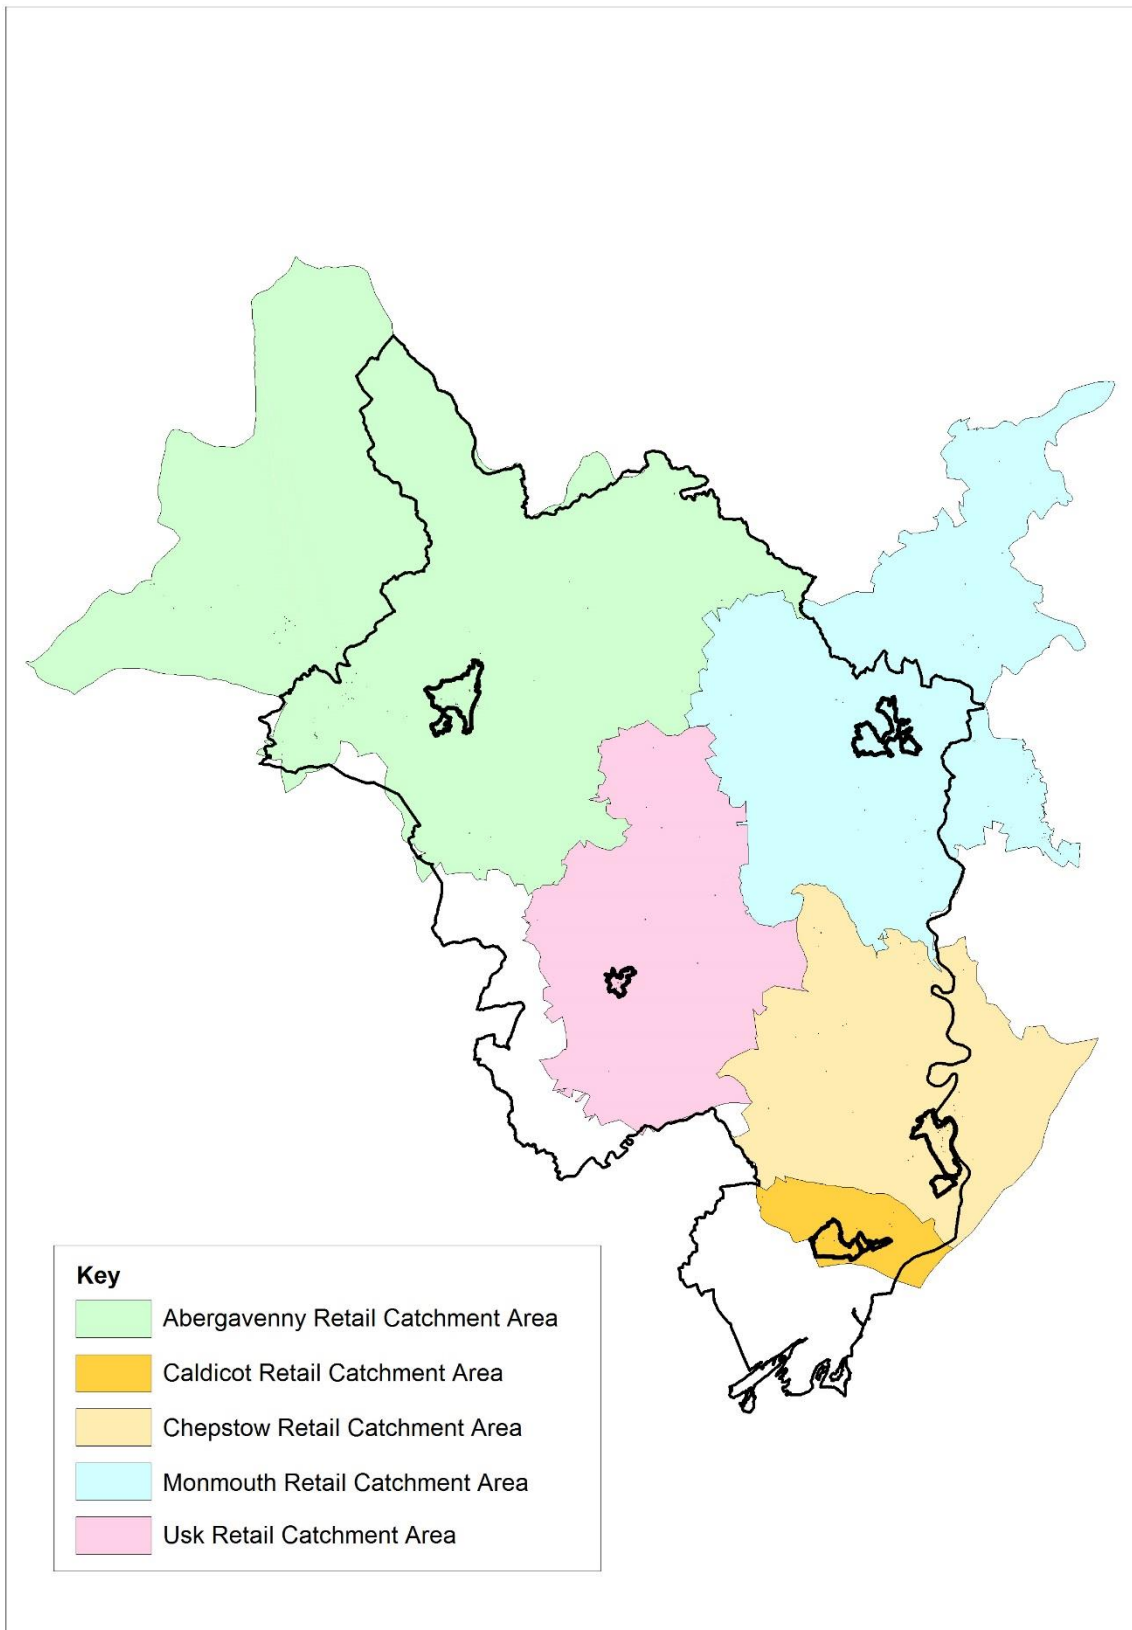 Key
Abergavenny Retail Catchment Area
Caldicot Retail Catchment Area
Chepstow Retail Catchment Area
Monmouth Retail Catchment Area
Usk Retail Catchment Area